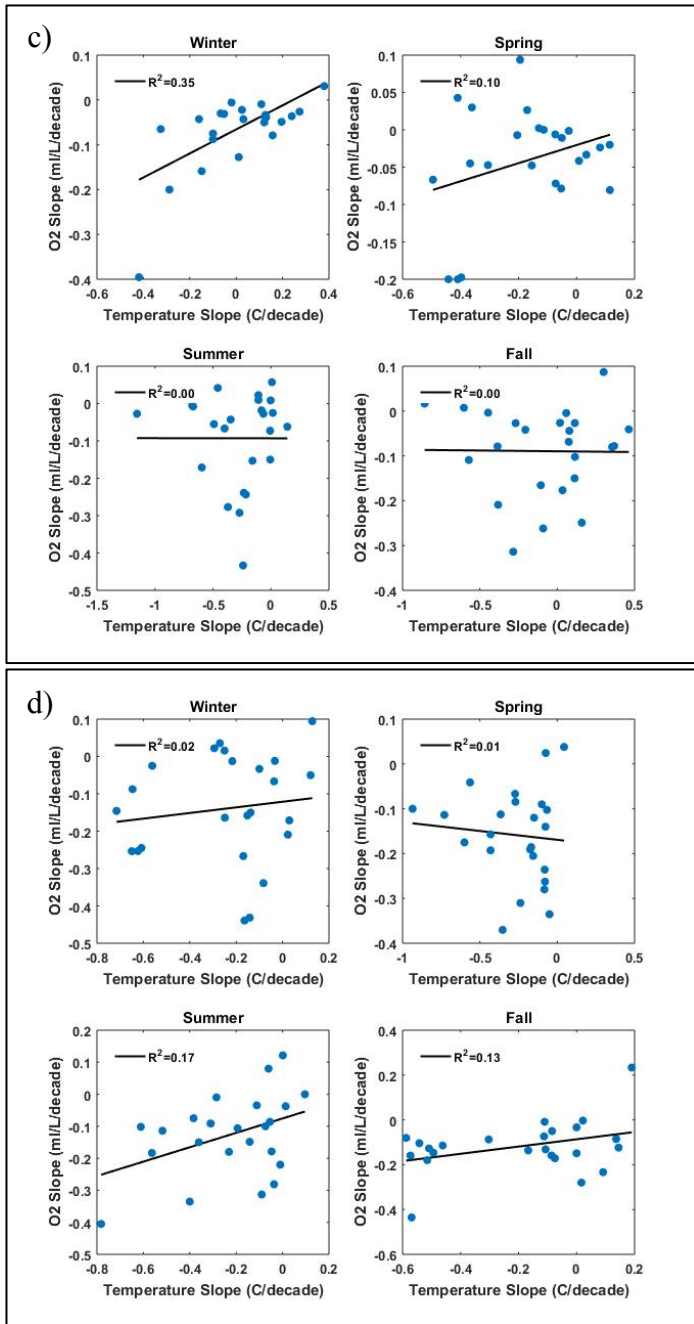 c)
Winter
R²=0.35
0.1
0
-0.1
-0.2
-0.3
-0.4
O2 Slope (ml/L/decade)
-0.6 -0.4 -0.2 0 0.2 0.4
Temperature Slope (C/decade)
Spring
R²=0.10
0.1
0.05
0
-0.05
-0.1
-0.15
-0.2
O2 Slope (ml/L/decade)
-0.6 -0.4 -0.2 0 0.2
Temperature Slope (C/decade)
Summer
R²=0.00
0.1
0
-0.1
-0.2
-0.3
-0.4
-0.5
O2 Slope (ml/L/decade)
-1.5 -1 -0.5 0 0.5
Temperature Slope (C/decade)
Fall
R²=0.00
0.1
0
-0.1
-0.2
-0.3
-0.4
O2 Slope (ml/L/decade)
-1 -0.5 0 0.5
Temperature Slope (C/decade)
d)
Winter
R²=0.02
0.1
0
-0.1
-0.2
-0.3
-0.4
-0.5
O2 Slope (ml/L/decade)
-0.8 -0.6 -0.4 -0.2 0 0.2
Temperature Slope (C/decade)
Spring
R²=0.01
0.1
0
-0.1
-0.2
-0.3
-0.4
O2 Slope (ml/L/decade)
-1 -0.5 0 0.5
Temperature Slope (C/decade)
Summer
R²=0.17
0.2
0.1
0
-0.1
-0.2
-0.3
-0.4
-0.5
O2 Slope (ml/L/decade)
-0.8 -0.6 -0.4 -0.2 0 0.2
Temperature Slope (C/decade)
Fall
R²=0.13
0.4
0.2
0
-0.2
-0.4
-0.6
O2 Slope (ml/L/decade)
-0.6 -0.4 -0.2 0 0.2
Temperature Slope (C/decade)